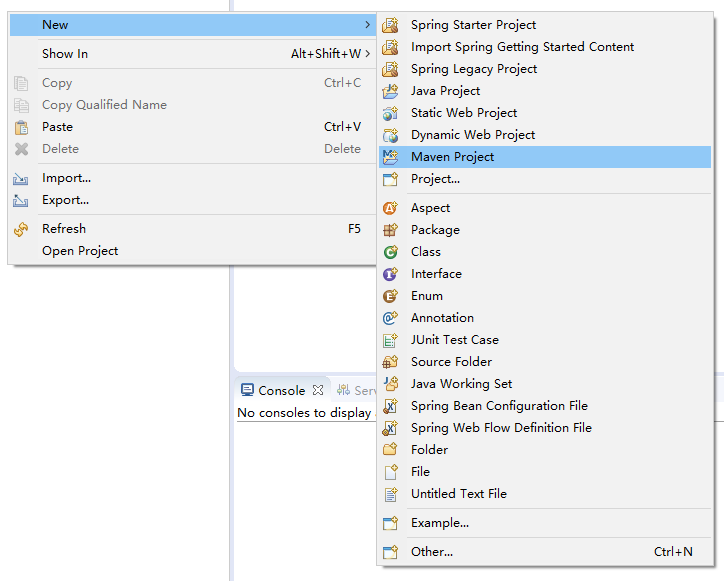 New
Show In Alt+Shift+W
Copy Ctrl+C
Copy Qualified Name
Paste Ctrl+V
Delete Delete
Import...
Export...
Refresh F5
Open Project
Spring Starter Project
Import Spring Getting Started Content
Spring Legacy Project
Java Project
Static Web Project
Dynamic Web Project
Maven Project
Project...
Aspect
Package
Class
Interface
Enum
Annotation
JUnit Test Case
Source Folder
Java Working Set
Spring Bean Configuration File
Spring Web Flow Definition File
Folder
File
Untitled Text File
Example...
Other... Ctrl+N
Console
No consoles to display